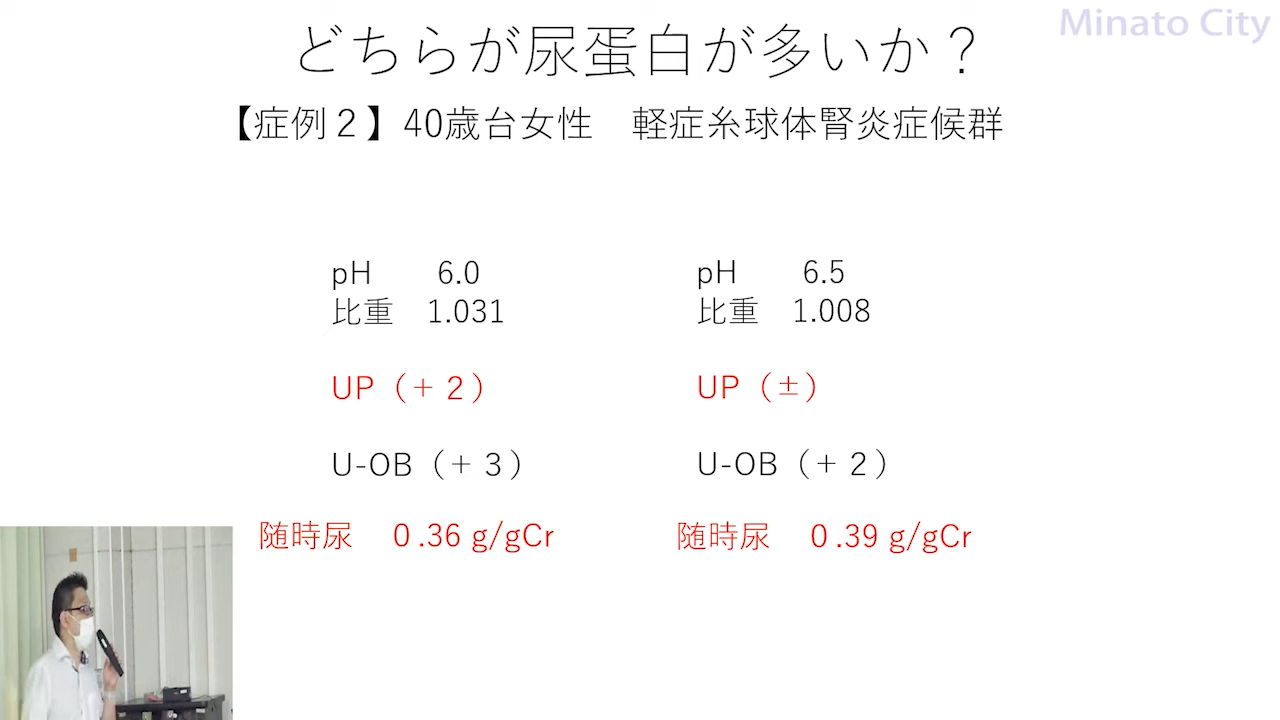 Minato City
どちらが尿蛋白が多いか？
【症例２】40歳台女性　軽症糸球体腎炎症候群
pH 6.0
比重 1.031
UP（＋２）
U-OB（＋３）
随時尿 ０.36 g/gCr
pH 6.5
比重 1.008
UP（±）
U-OB（＋２）
随時尿 ０.39 g/gCr